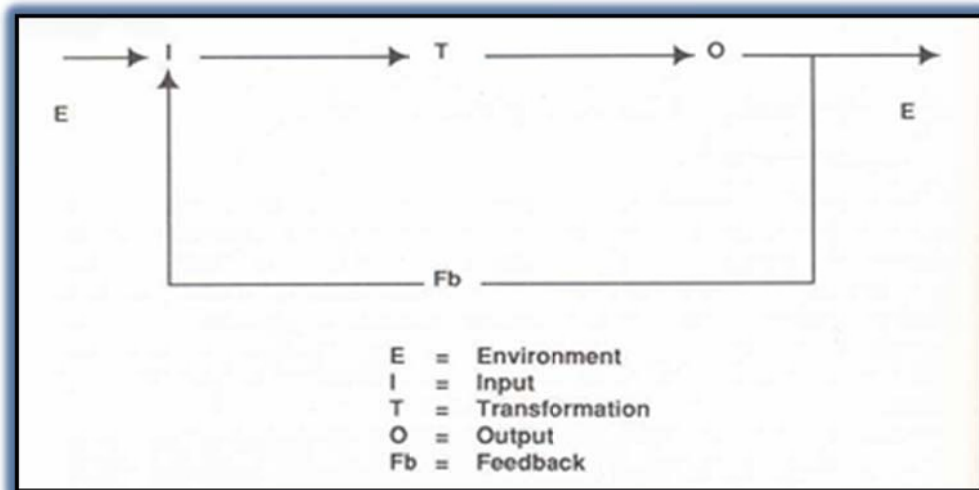 I T O
E E
Fb
E = Environment
I = Input
T = Transformation
O = Output
Fb = Feedback